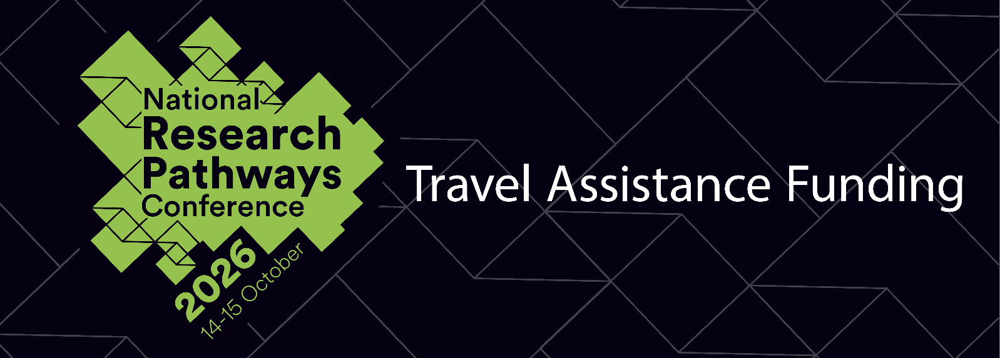 National
Research
Pathways
Conference
2026
14-15 October
Travel Assistance Funding